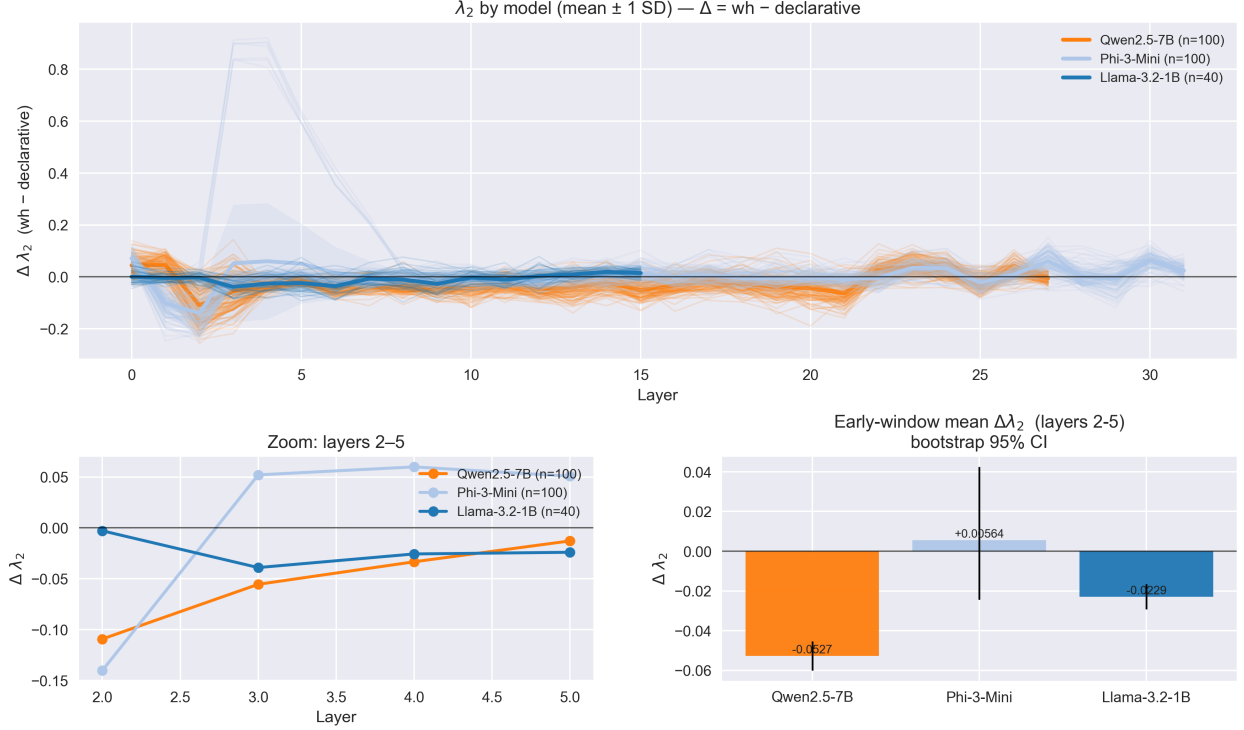 λ₂ by model (mean ± 1 SD) — Δ = wh − declarative
Qwen2.5-7B (n=100)
Phi-3-Mini (n=100)
Llama-3.2-1B (n=40)
Δ λ₂ (wh − declarative)
0.8
0.6
0.4
0.2
0.0
−0.2
0 5 10 15 20 25 30
Layer
Zoom: layers 2–5
Qwen2.5-7B (n=100)
Phi-3-Mini (n=100)
Llama-3.2-1B (n=40)
Δ λ₂
0.05
0.00
−0.05
−0.10
−0.15
2.0 2.5 3.0 3.5 4.0 4.5 5.0
Layer
Early-window mean Δλ₂ (layers 2-5)
bootstrap 95% CI
Δ λ₂
0.04
0.02
0.00
−0.02
−0.04
−0.06
+0.00564
-0.0229
-0.0527
Qwen2.5-7B Phi-3-Mini Llama-3.2-1B